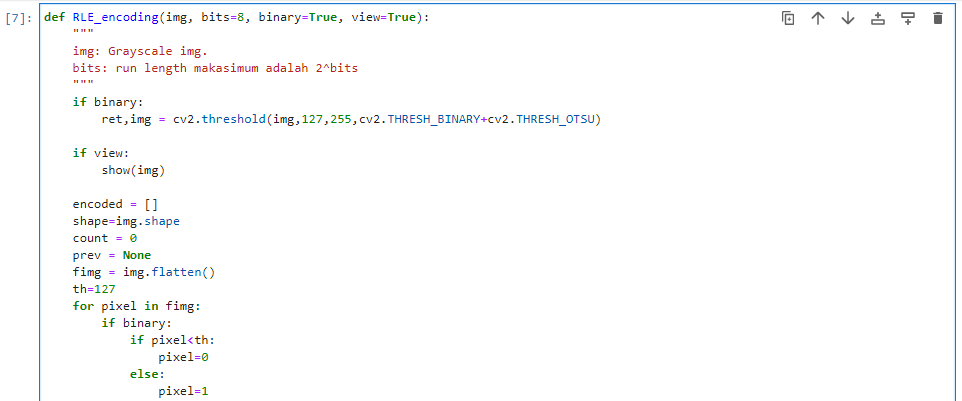 [7]: def RLE_encoding(img, bits=8, binary=True, view=True):
    """
    img: Grayscale img.
    bits: run length makasimum adalah 2^bits
    """
    if binary:
        ret,img = cv2.threshold(img,127,255,cv2.THRESH_BINARY+cv2.THRESH_OTSU)

    if view:
        show(img)

    encoded = []
    shape=img.shape
    count = 0
    prev = None
    fimg = img.flatten()
    th=127
    for pixel in fimg:
        if binary:
            if pixel<th:
                pixel=0
            else:
                pixel=1